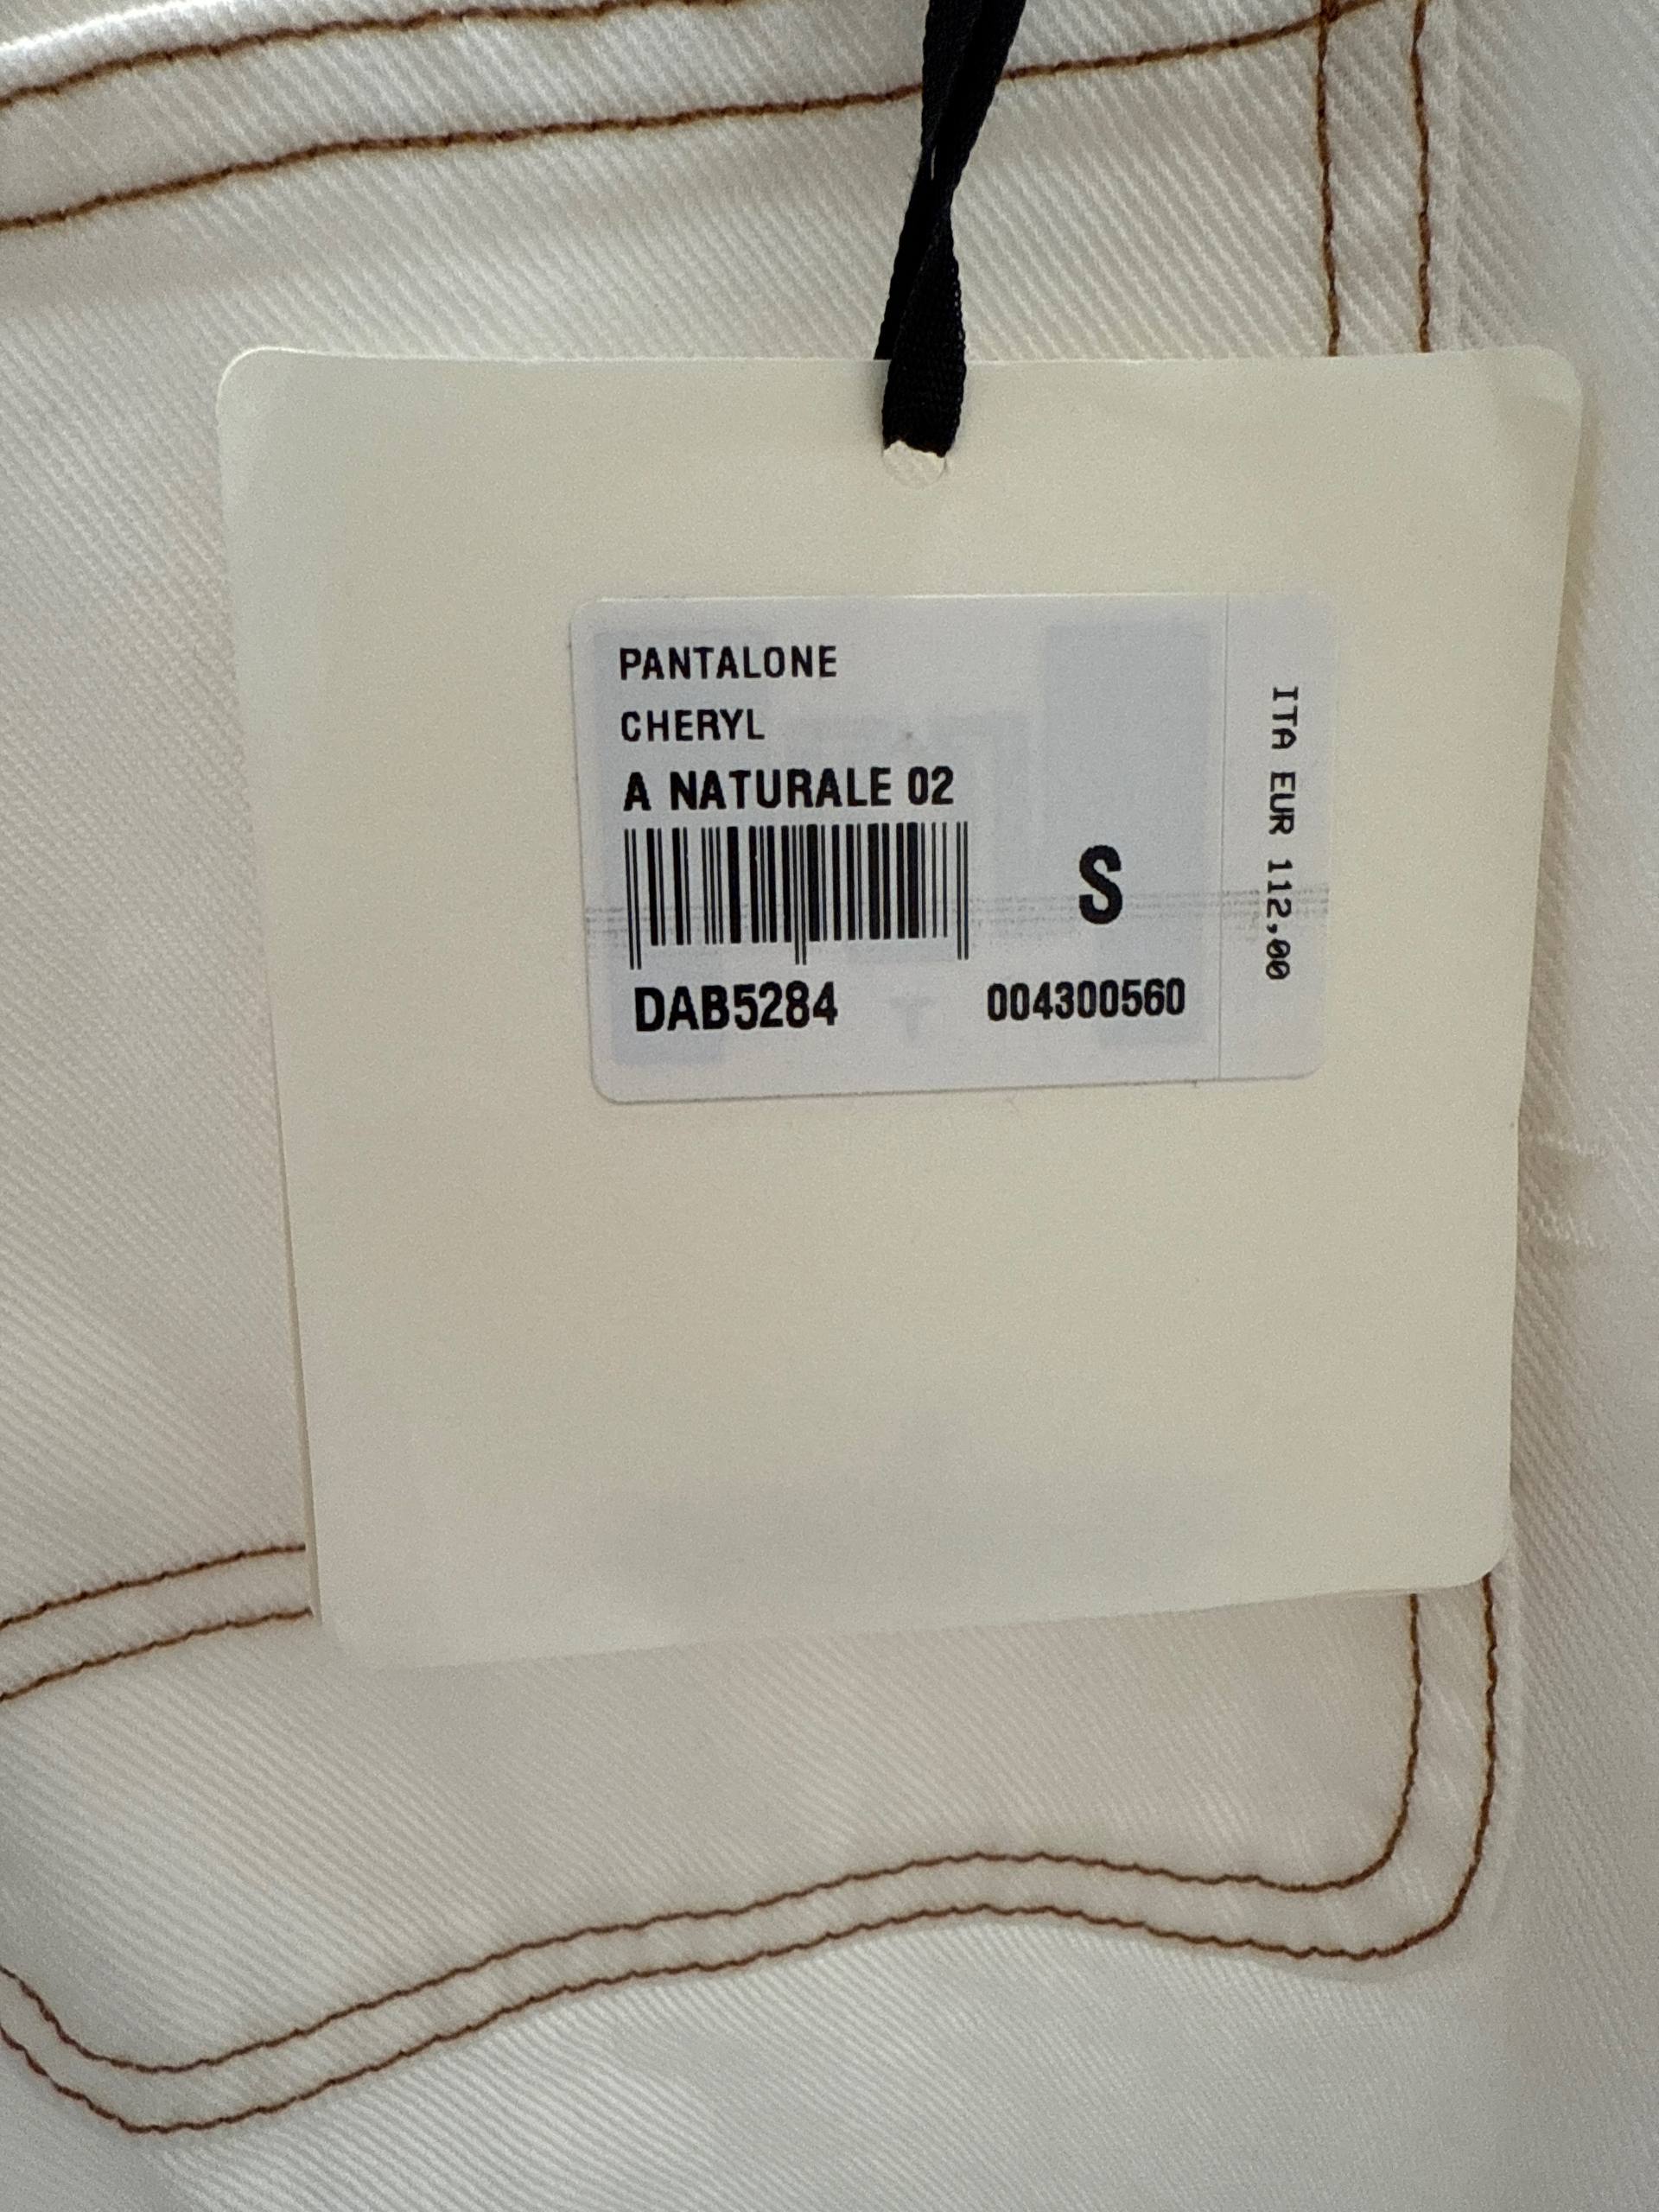 PANTALONE
CHERYL
A NATURALE 02
S
DAB5284 004300560
ITA EUR 112,00